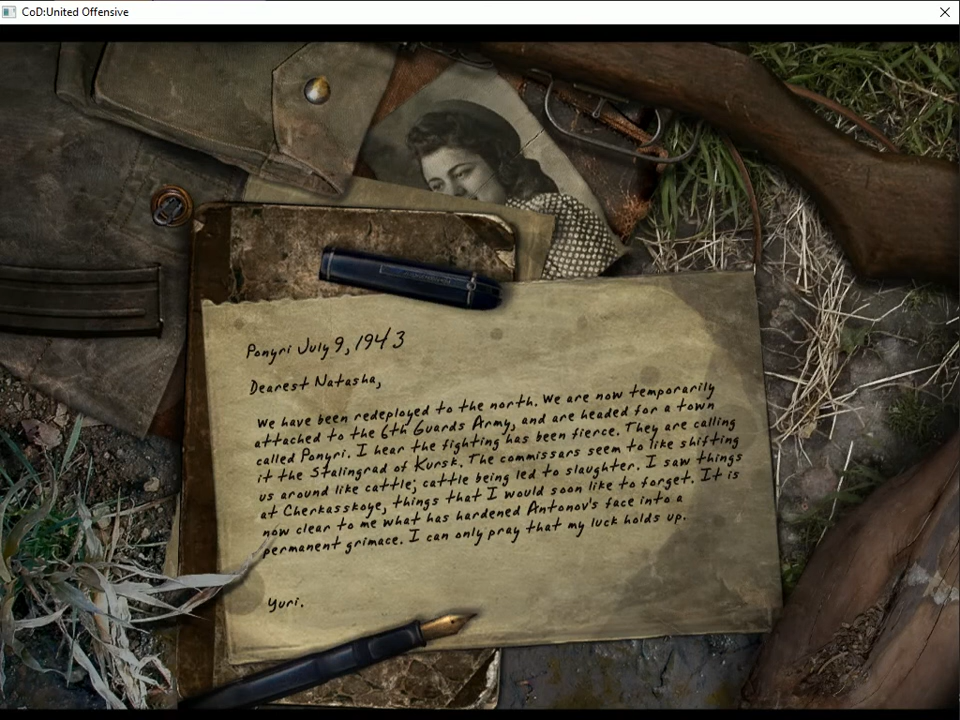 CoD:United Offensive
Ponyri July 9, 1943
Dearest Natasha,
We have been redeployed to the north. We are now temporarily
attached to the 6th Guards Army, and are headed for a town
called Ponyri. I hear the fighting has been fierce. They are calling
it the Stalingrad of Kursk. The commissars seem to like shifting
us around like cattle; cattle being led to slaughter. I saw things
at Cherkasskoye, things that I would soon like to forget. It is
now clear to me what has hardened Antonov's face into a
permanent grimace. I can only pray that my luck holds up.
Yuri.